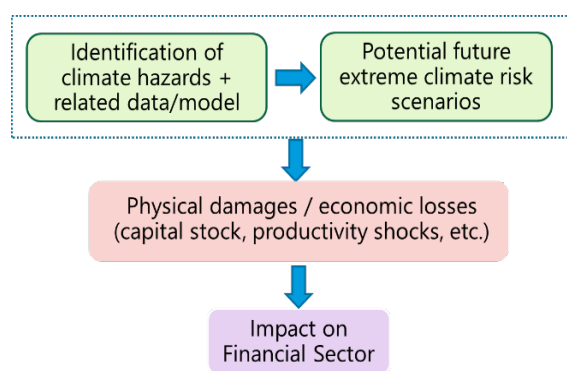 Identification of
climate hazards +
related data/model
Potential future
extreme climate risk
scenarios
Physical damages / economic losses
(capital stock, productivity shocks, etc.)
Impact on
Financial Sector